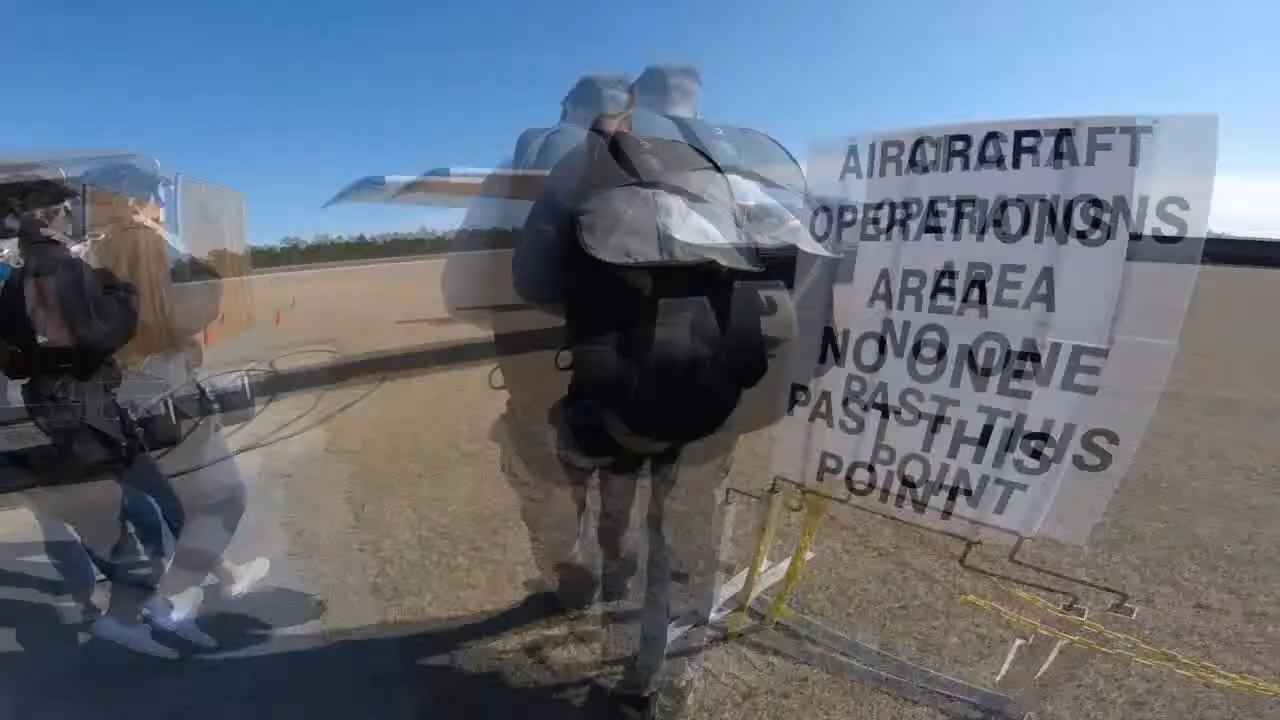 AIRCRAFT
OPERATIONS
AREA
NO ONE
PAST THIS
POINT